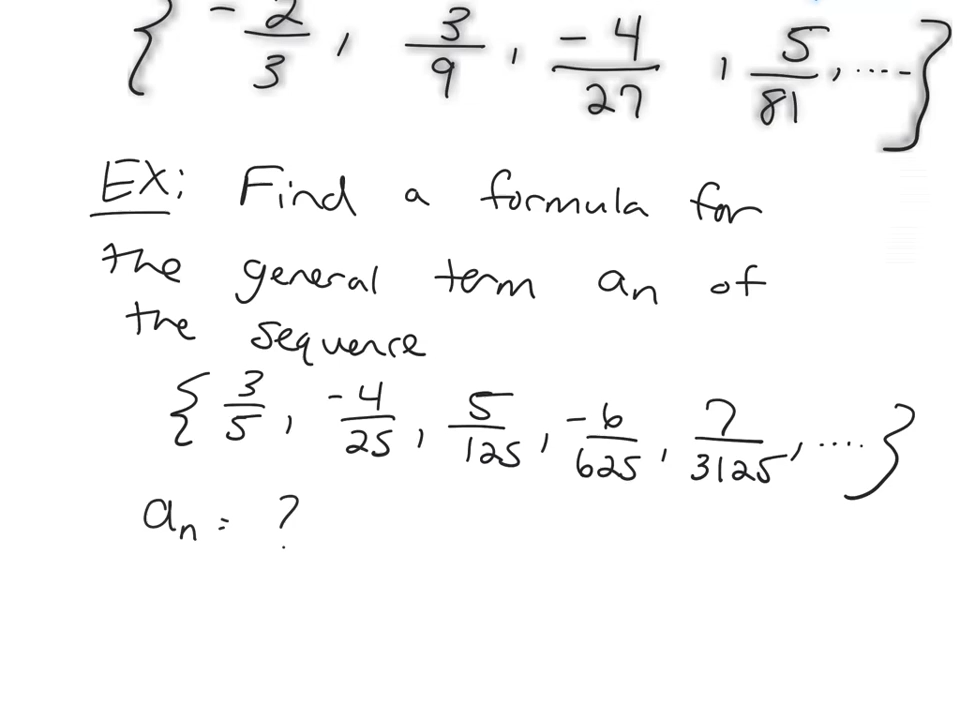 { -2/3 , 3/9 , -4/27 , 5/81 , ..... }
EX: Find a formula for
the general term an of
the sequence
{ 3/5 , -4/25 , 5/125 , -6/625 , 7/3125 , .... }
an = ?